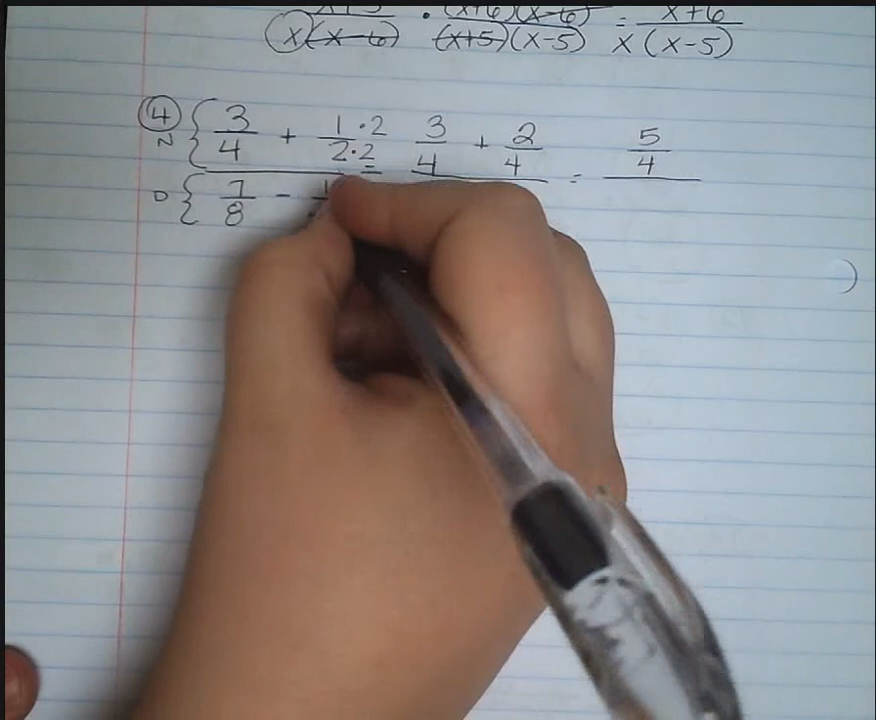 x(x-6) · (x+6)(x-6) / (x+5)(x-5) = x+6 / x(x-5)
④ N { 3/4 + 1·2/2·2 = 3/4 + 2/4 = 5/4
D { 7/8 - 1